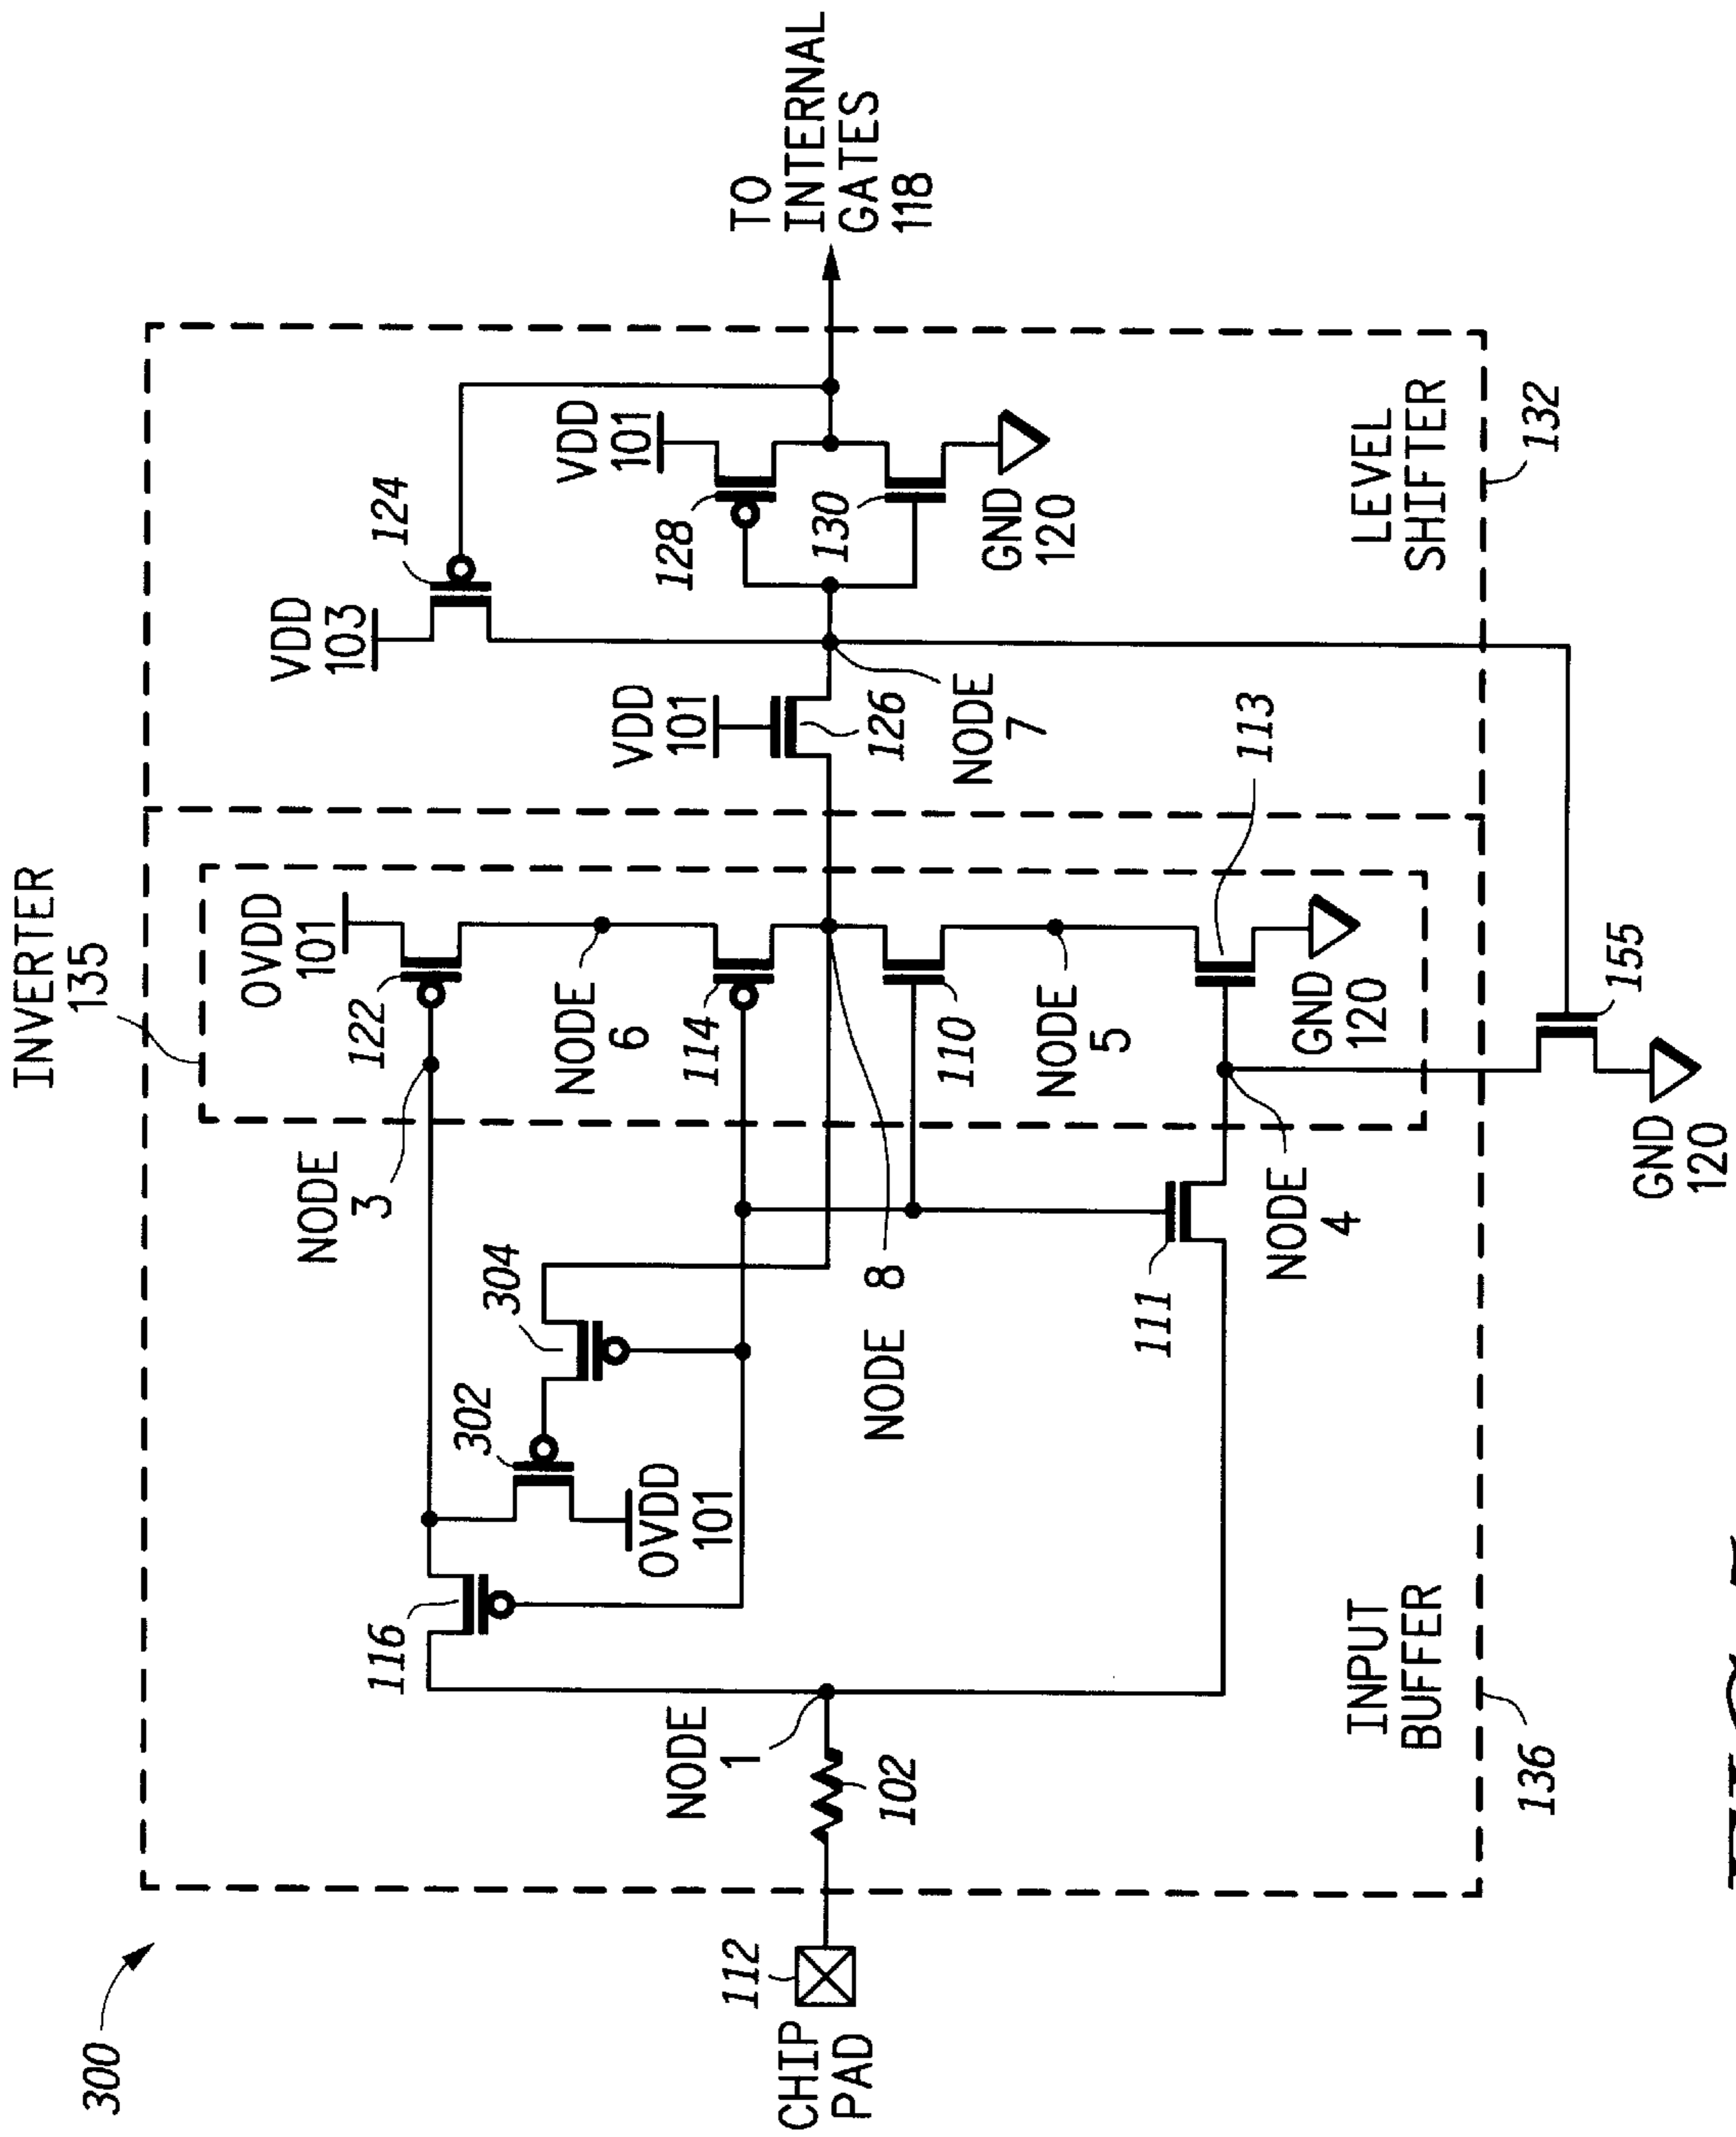 300
INVERTER
135
CHIP
PAD
112
102
NODE
1
116
302
OVDD
101
304
NODE
3
OVDD
101
122
NODE
6
114
NODE 8
110
NODE
5
111
NODE
4
GND
120
113
INPUT
BUFFER
136
VDD
101
126
NODE
7
VDD
103
124
VDD
101
128
130
GND
120
LEVEL
SHIFTER
132
155
GND
120
TO
INTERNAL
GATES
118